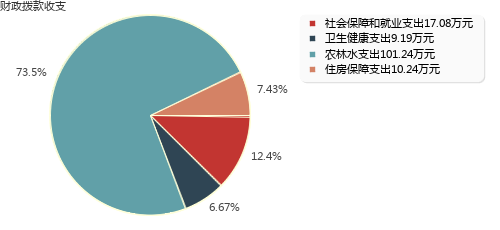 财政拨款收支
社会保障和就业支出17.08万元
卫生健康支出9.19万元
农林水支出101.24万元
住房保障支出10.24万元
73.5%
7.43%
12.4%
6.67%